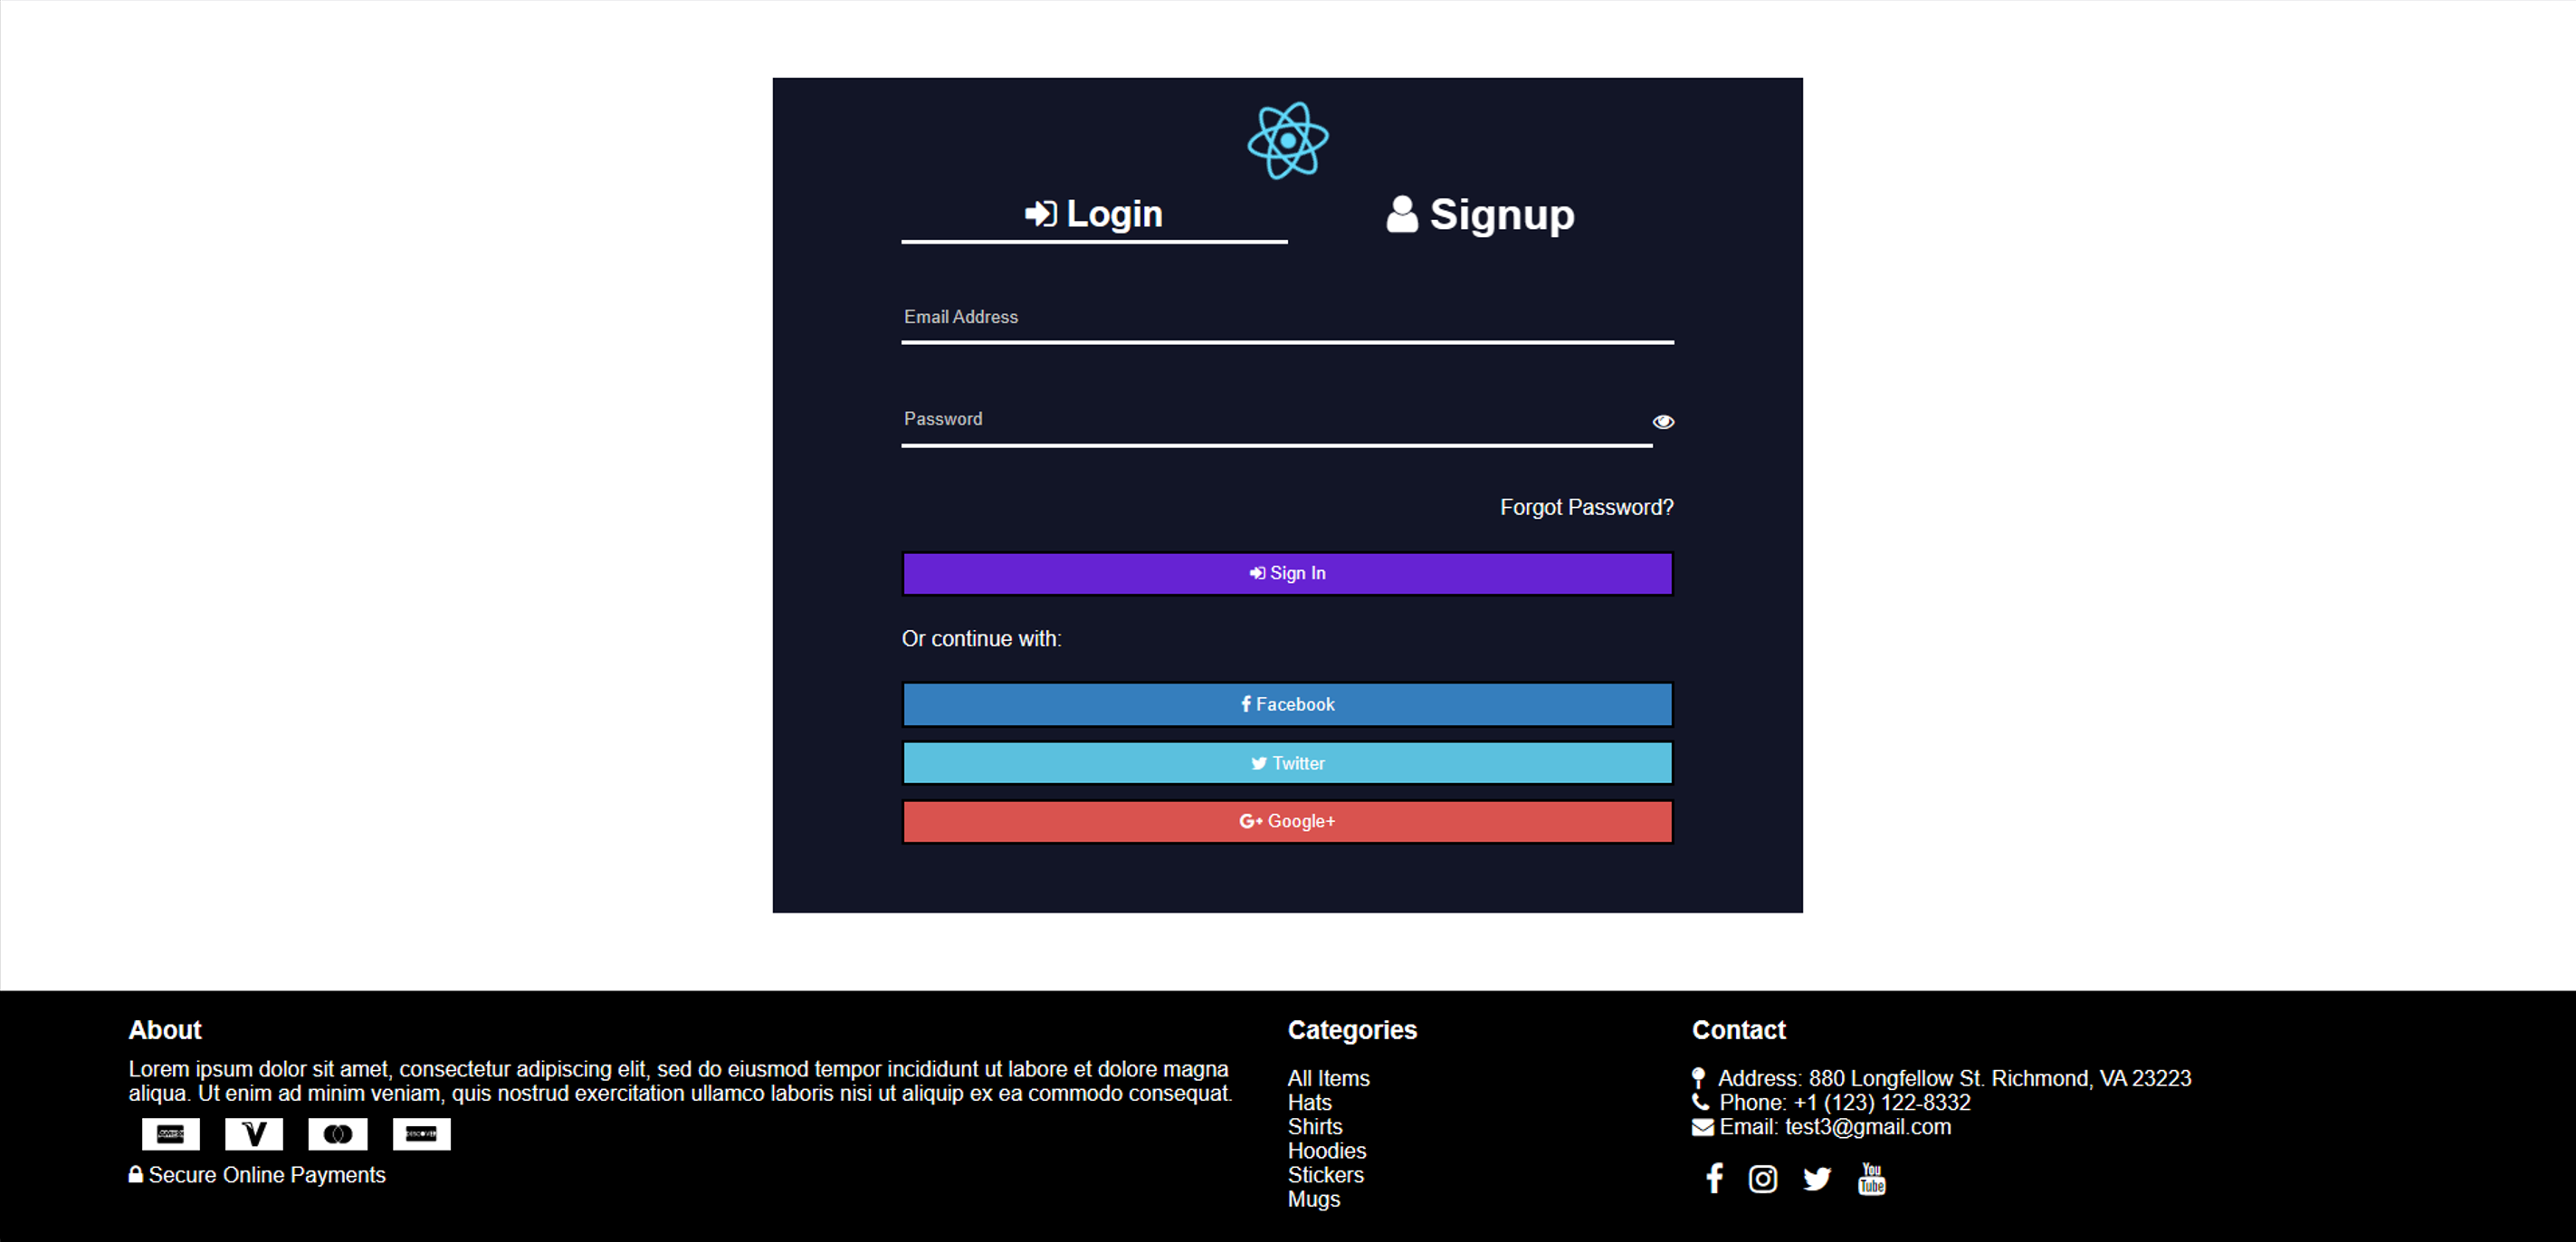 Login
Signup
Email Address
Password
Forgot Password?
Sign In
Or continue with:
Facebook
Twitter
G+ Google+
About
Lorem ipsum dolor sit amet, consectetur adipiscing elit, sed do eiusmod tempor incididunt ut labore et dolore magna
aliqua. Ut enim ad minim veniam, quis nostrud exercitation ullamco laboris nisi ut aliquip ex ea commodo consequat.
V
DISCOVER
Secure Online Payments
Categories
All Items
Hats
Shirts
Hoodies
Stickers
Mugs
Contact
Address: 880 Longfellow St. Richmond, VA 23223
Phone: +1 (123) 122-8332
Email: test3@gmail.com
You
Tube